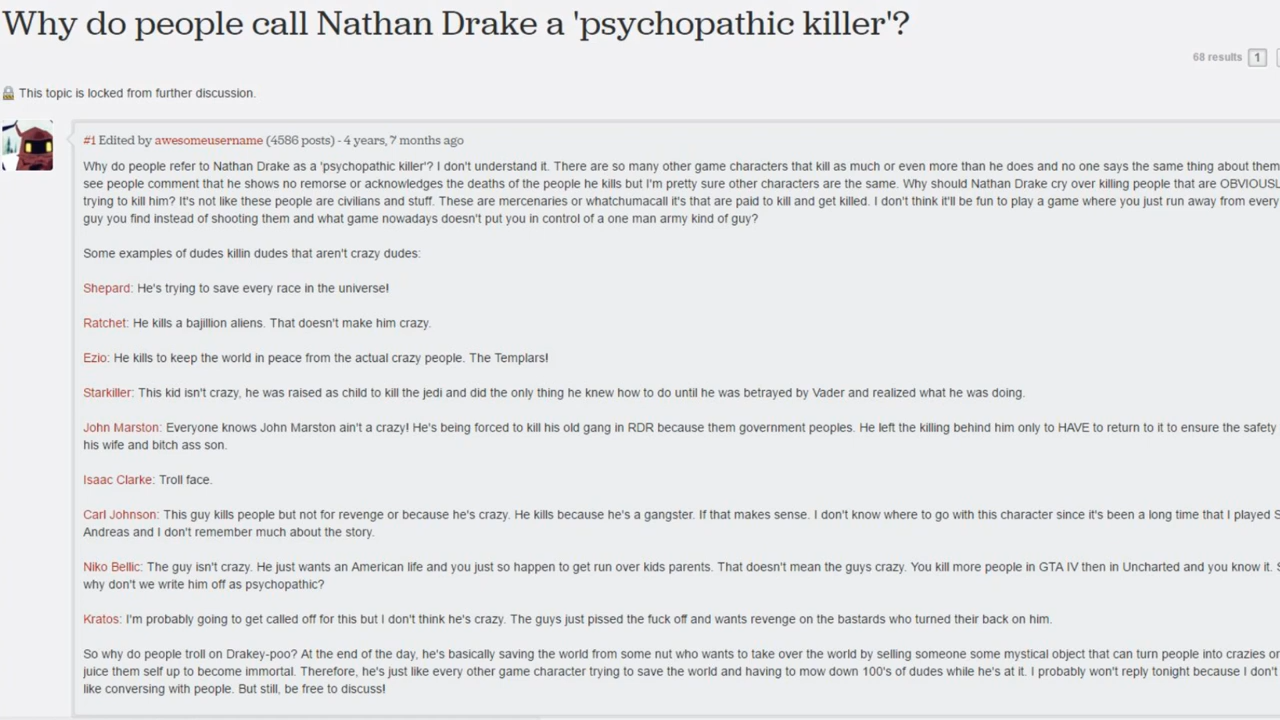 Why do people call Nathan Drake a 'psychopathic killer'?
68 results 1
This topic is locked from further discussion.
#1 Edited by awesomeusername (4586 posts) - 4 years, 7 months ago
Why do people refer to Nathan Drake as a 'psychopathic killer'? I don't understand it. There are so many other game characters that kill as much or even more than he does and no one says the same thing about them
see people comment that he shows no remorse or acknowledges the deaths of the people he kills but I'm pretty sure other characters are the same. Why should Nathan Drake cry over killing people that are OBVIOUSL
trying to kill him? It's not like these people are civilians and stuff. These are mercenaries or whatchumacall it's that are paid to kill and get killed. I don't think it'll be fun to play a game where you just run away from every
guy you find instead of shooting them and what game nowadays doesn't put you in control of a one man army kind of guy?
Some examples of dudes killin dudes that aren't crazy dudes:
Shepard: He's trying to save every race in the universe!
Ratchet: He kills a bajillion aliens. That doesn't make him crazy.
Ezio: He kills to keep the world in peace from the actual crazy people. The Templars!
Starkiller: This kid isn't crazy, he was raised as child to kill the jedi and did the only thing he knew how to do until he was betrayed by Vader and realized what he was doing.
John Marston: Everyone knows John Marston ain't a crazy! He's being forced to kill his old gang in RDR because them government peoples. He left the killing behind him only to HAVE to return to it to ensure the safety
his wife and bitch ass son.
Isaac Clarke: Troll face.
Carl Johnson: This guy kills people but not for revenge or because he's crazy. He kills because he's a gangster. If that makes sense. I don't know where to go with this character since it's been a long time that I played S
Andreas and I don't remember much about the story.
Niko Bellic: The guy isn't crazy. He just wants an American life and you just so happen to get run over kids parents. That doesn't mean the guys crazy. You kill more people in GTA IV then in Uncharted and you know it. S
why don't we write him off as psychopathic?
Kratos: I'm probably going to get called off for this but I don't think he's crazy. The guys just pissed the fuck off and wants revenge on the bastards who turned their back on him.
So why do people troll on Drakey-poo? At the end of the day, he's basically saving the world from some nut who wants to take over the world by selling someone some mystical object that can turn people into crazies or
juice them self up to become immortal. Therefore, he's just like every other game character trying to save the world and having to mow down 100's of dudes while he's at it. I probably won't reply tonight because I don't
like conversing with people. But still, be free to discuss!